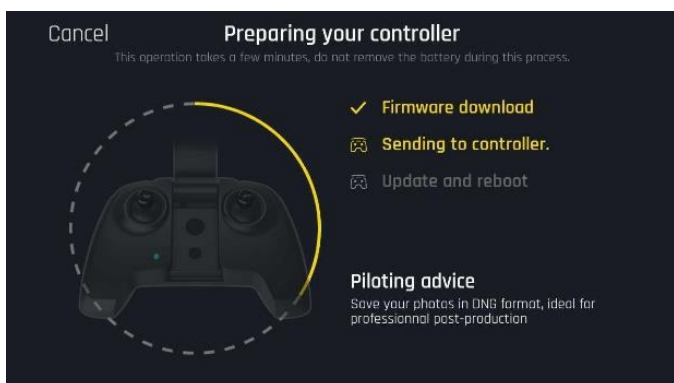 Cancel
Preparing your controller
This operation takes a few minutes, do not remove the battery during this process.
Firmware download
Sending to controller.
Update and reboot
Piloting advice
Save your photos in DNG format, ideal for
professionnal post-production